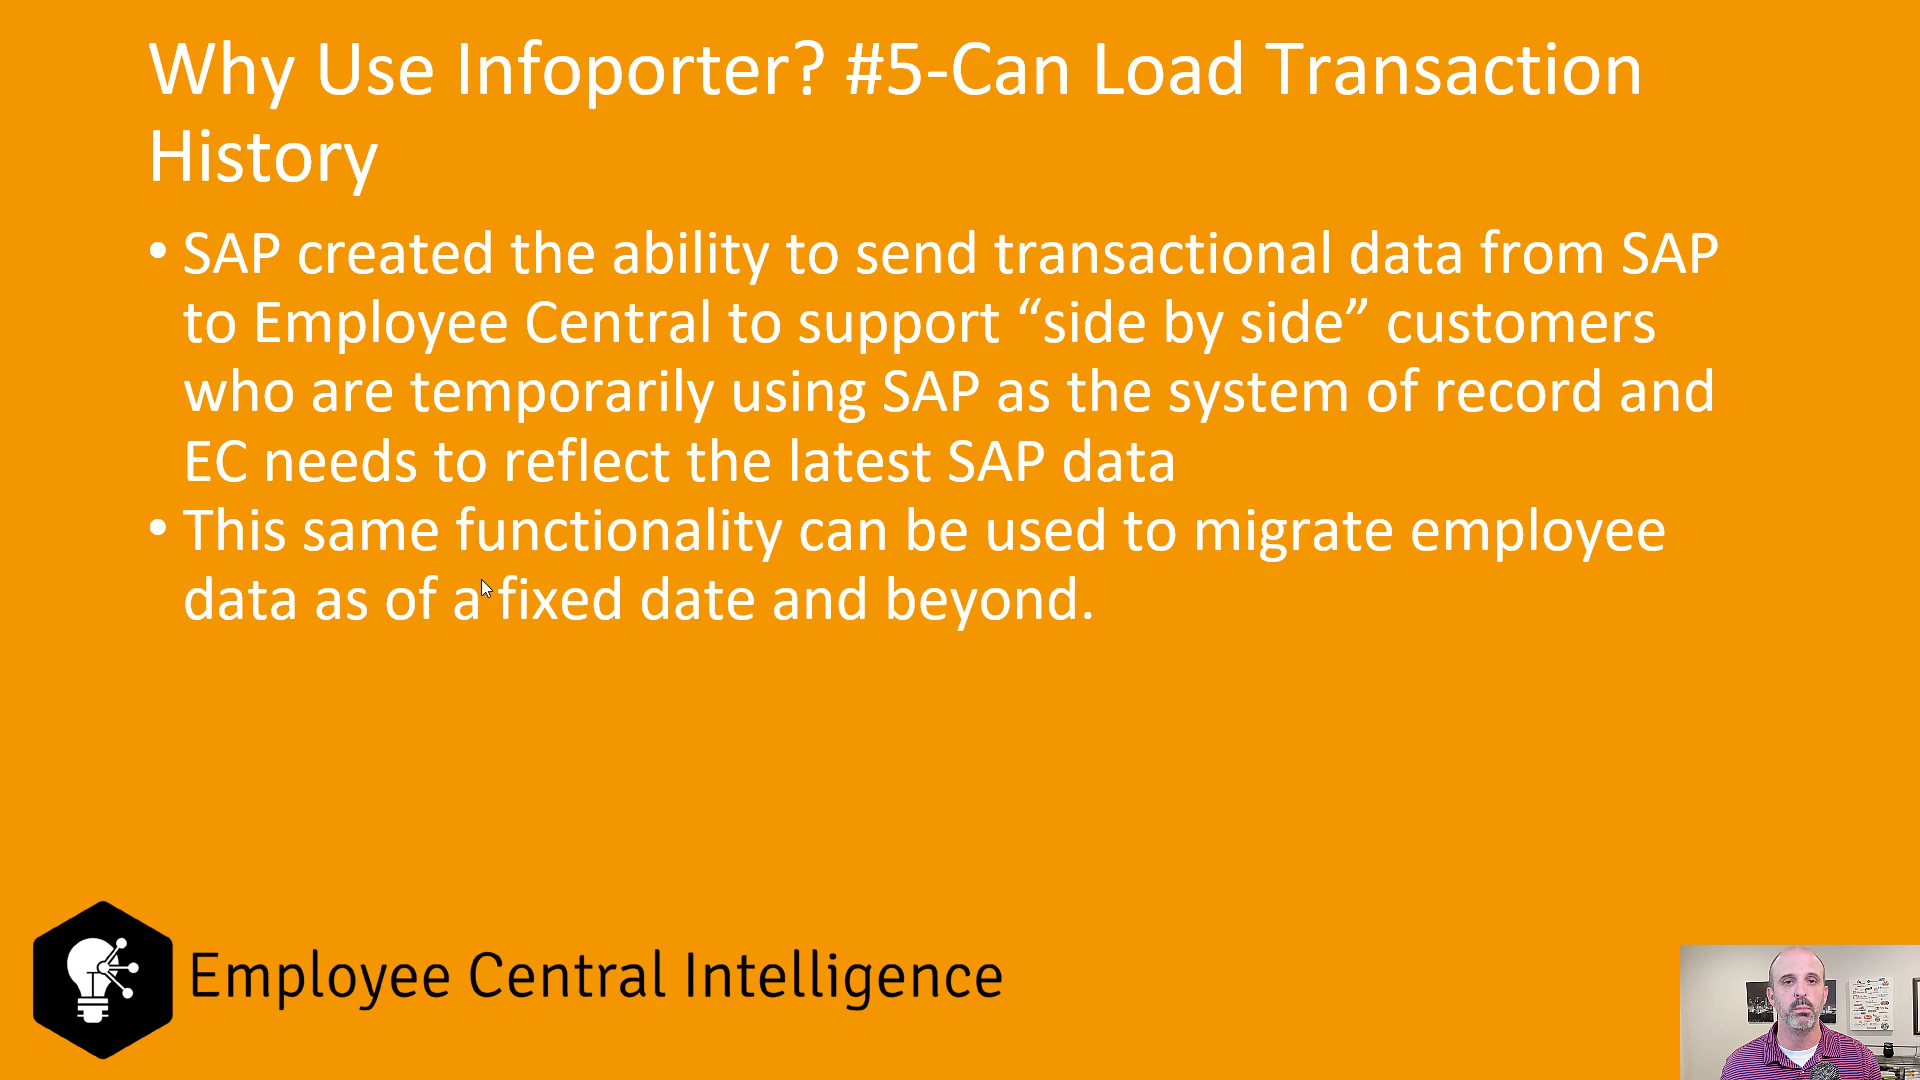 Why Use Infoporter? #5-Can Load Transaction
History
• SAP created the ability to send transactional data from SAP
to Employee Central to support “side by side” customers
who are temporarily using SAP as the system of record and
EC needs to reflect the latest SAP data
• This same functionality can be used to migrate employee
data as of a fixed date and beyond.
Employee Central Intelligence